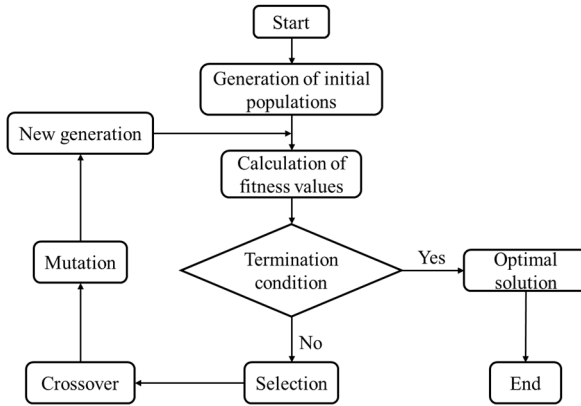 Start
Generation of initial
populations
New generation
Calculation of
fitness values
Termination
condition
Yes
Optimal
solution
Mutation
No
Crossover
Selection
End